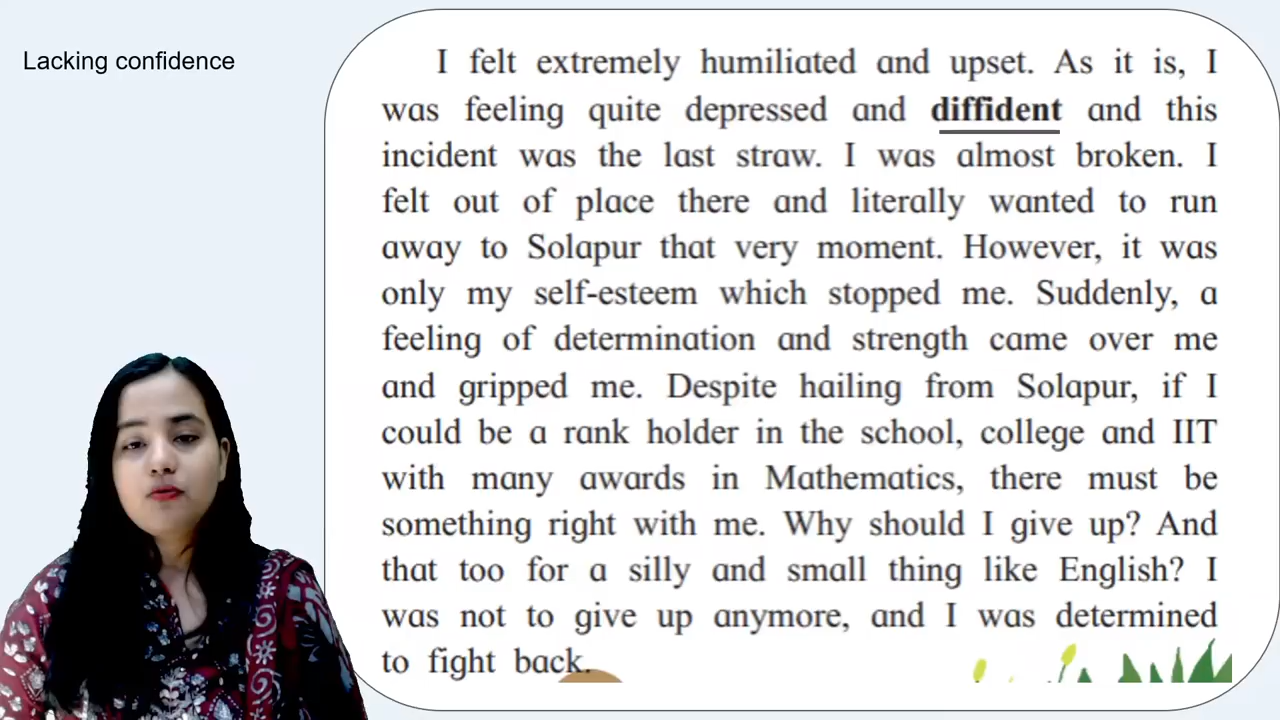 Lacking confidence
I felt extremely humiliated and upset. As it is, I
was feeling quite depressed and diffident and this
incident was the last straw. I was almost broken. I
felt out of place there and literally wanted to run
away to Solapur that very moment. However, it was
only my self-esteem which stopped me. Suddenly, a
feeling of determination and strength came over me
and gripped me. Despite hailing from Solapur, if I
could be a rank holder in the school, college and IIT
with many awards in Mathematics, there must be
something right with me. Why should I give up? And
that too for a silly and small thing like English? I
was not to give up anymore, and I was determined
to fight back.